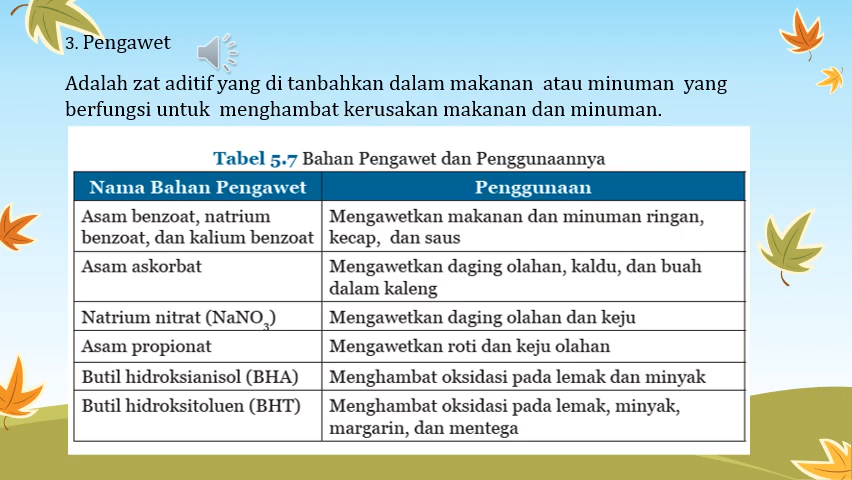 3. Pengawet
Adalah zat aditif yang di tanbahkan dalam makanan atau minuman yang
berfungsi untuk menghambat kerusakan makanan dan minuman.
Tabel 5.7 Bahan Pengawet dan Penggunaannya
Nama Bahan Pengawet Penggunaan
Asam benzoat, natrium Mengawetkan makanan dan minuman ringan,
benzoat, dan kalium benzoat kecap, dan saus
Asam askorbat Mengawetkan daging olahan, kaldu, dan buah
dalam kaleng
Natrium nitrat (NaNO3) Mengawetkan daging olahan dan keju
Asam propionat Mengawetkan roti dan keju olahan
Butil hidroksianisol (BHA) Menghambat oksidasi pada lemak dan minyak
Butil hidroksitoluen (BHT) Menghambat oksidasi pada lemak, minyak,
margarin, dan mentega